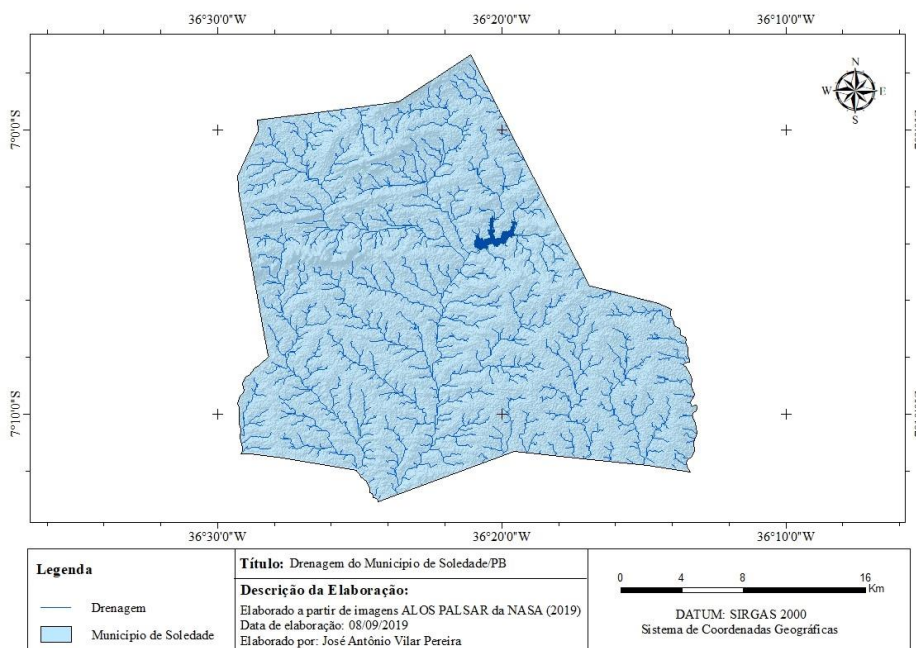 36°30'0"W 36°20'0"W 36°10'0"W
N
W E
S
7°0'0"S
7°10'0"S
36°30'0"W 36°20'0"W 36°10'0"W
Legenda
Drenagem
Municipio de Soledade
Título: Drenagem do Municipio de Soledade/PB
Descrição da Elaboração:
Elaborado a partir de imagens ALOS PALSAR da NASA (2019)
Data de elaboração: 08/09/2019
Elaborado por: José Antônio Vilar Pereira
0 4 8 16
Km
DATUM: SIRGAS 2000
Sistema de Coordenadas Geográficas